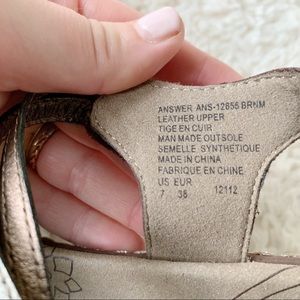 ANSWER ANS-12856 BRNM
LEATHER UPPER
TIGE EN CUIR
MAN MADE OUTSOLE
SEMELLE SYNTHETIQUE
MADE IN CHINA
FABRIQUE EN CHINE
US EUR
7 38 12112